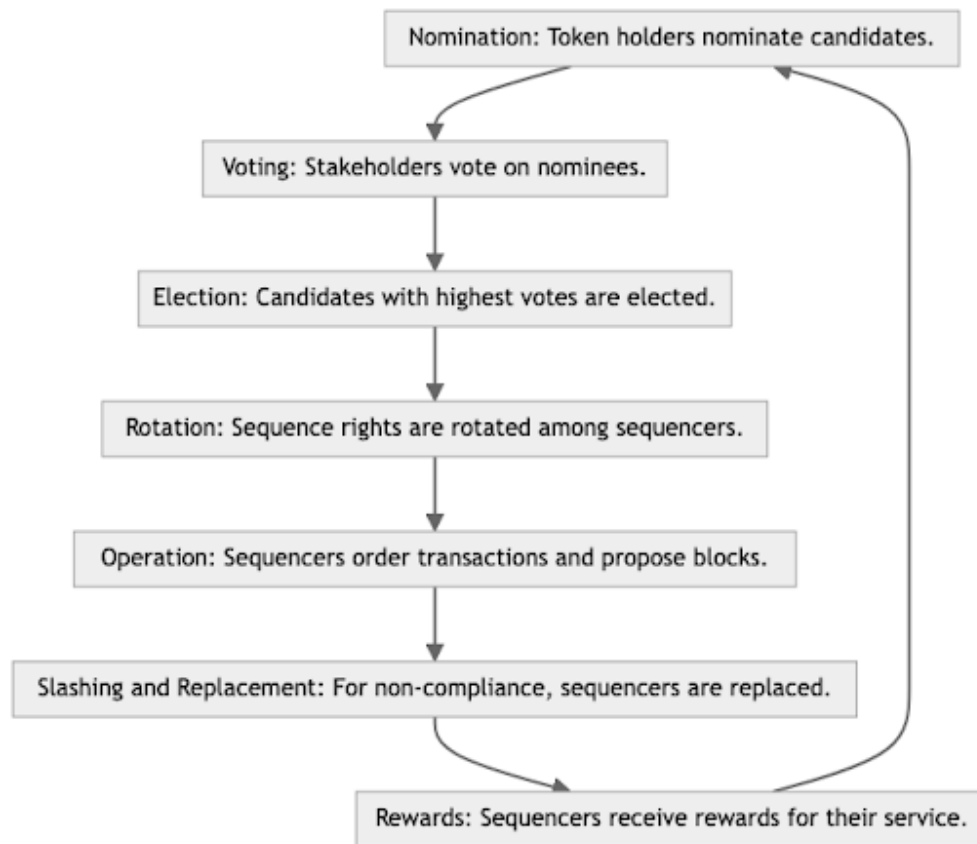 Nomination: Token holders nominate candidates.
Voting: Stakeholders vote on nominees.
Election: Candidates with highest votes are elected.
Rotation: Sequence rights are rotated among sequencers.
Operation: Sequencers order transactions and propose blocks.
Slashing and Replacement: For non-compliance, sequencers are replaced.
Rewards: Sequencers receive rewards for their service.